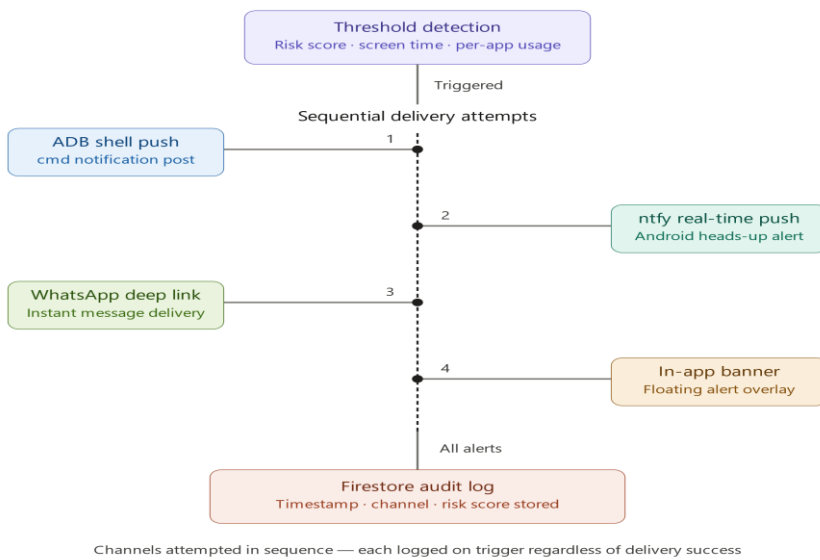 Threshold detection
Risk score · screen time · per-app usage
Triggered
Sequential delivery attempts
1
ADB shell push
cmd notification post
2
ntfy real-time push
Android heads-up alert
3
WhatsApp deep link
Instant message delivery
4
In-app banner
Floating alert overlay
All alerts
Firestore audit log
Timestamp · channel · risk score stored
Channels attempted in sequence — each logged on trigger regardless of delivery success